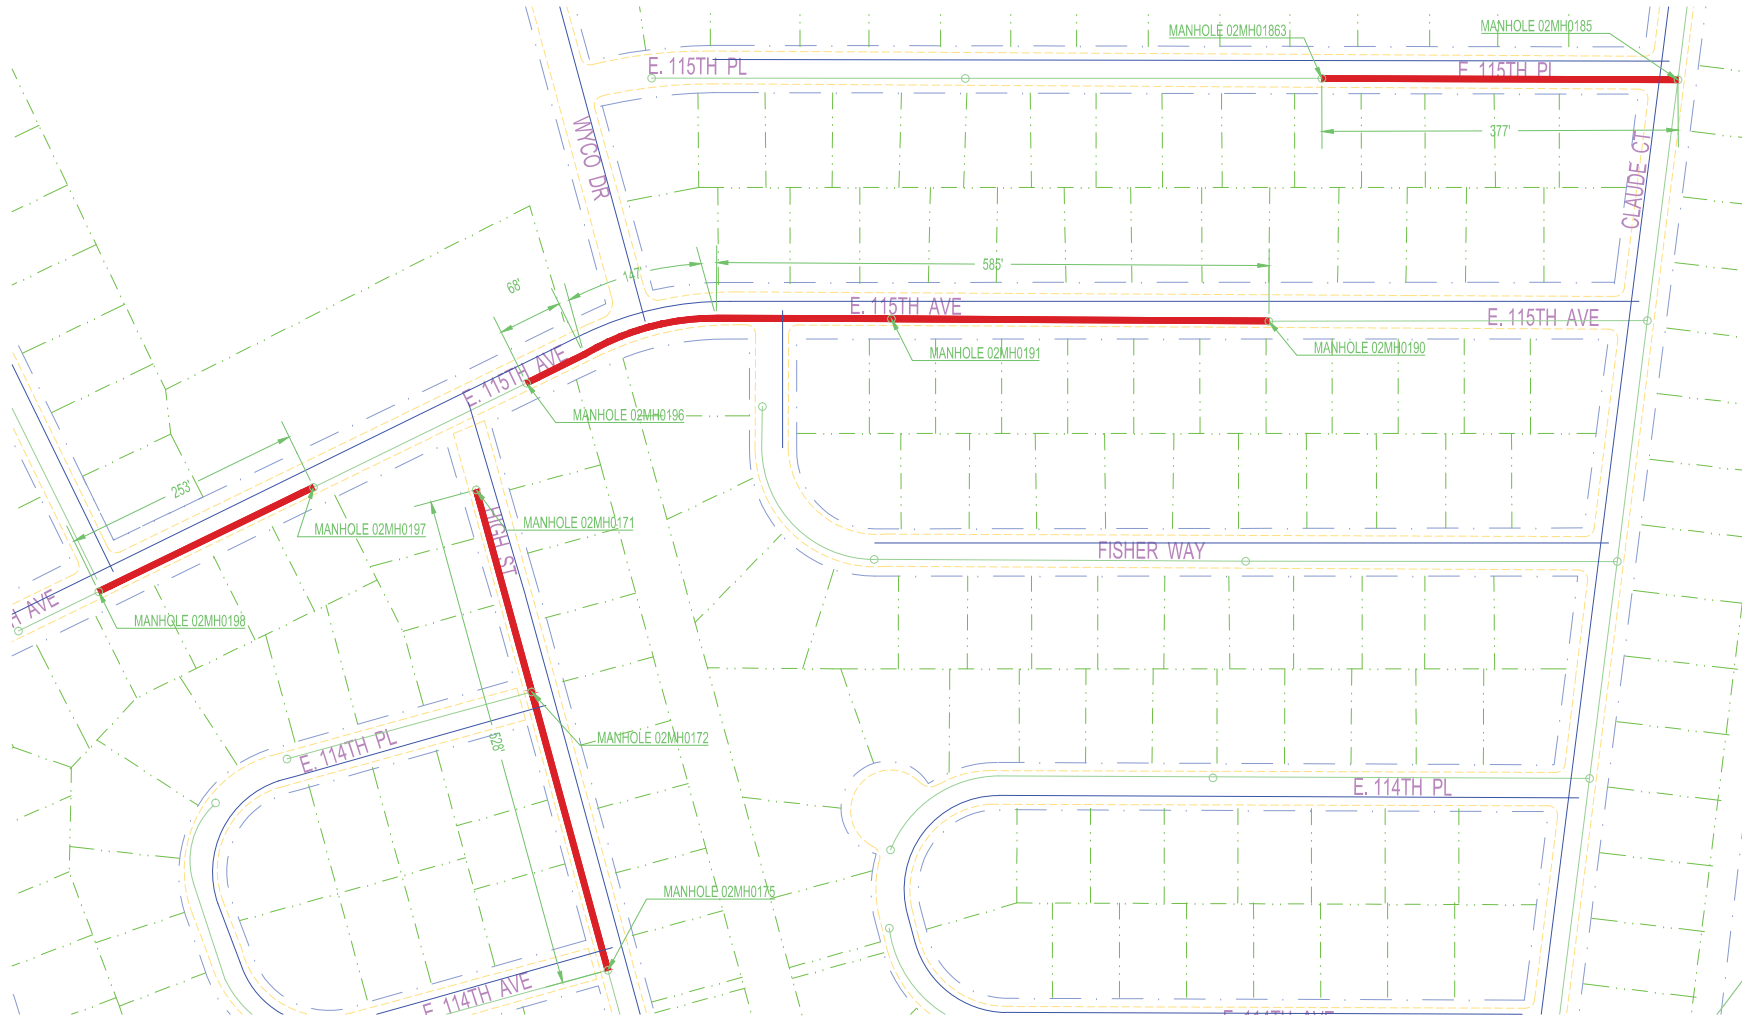 MANHOLE 02MH0185
MANHOLE 02MH01863
E. 115TH PL
E. 115TH PL
WYCO DR
377'
CLAUDE CT
585'
147'
68'
E. 115TH AVE
E. 115TH AVE
MANHOLE 02MH0191
MANHOLE 02MH0190
E. 115TH AVE
MANHOLE 02MH0196
253'
MANHOLE 02MH0197
MANHOLE 02MH0171
HIGH ST
FISHER WAY
H AVE
MANHOLE 02MH0198
MANHOLE 02MH0172
528'
E. 114TH PL
E. 114TH PL
MANHOLE 02MH0175
E. 114TH AVE
E. 114TH AVE